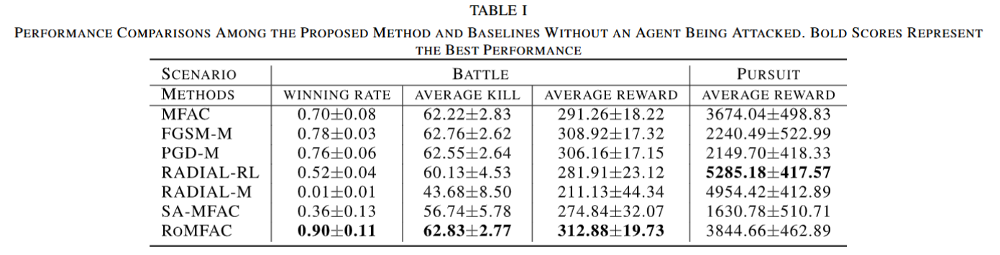 TABLE I
PERFORMANCE COMPARISONS AMONG THE PROPOSED METHOD AND BASELINES WITHOUT AN AGENT BEING ATTACKED. BOLD SCORES REPRESENT
THE BEST PERFORMANCE
SCENARIO BATTLE PURSUIT
METHODS WINNING RATE AVERAGE KILL AVERAGE REWARD AVERAGE REWARD
MFAC 0.70±0.08 62.22±2.83 291.26±18.22 3674.04±498.83
FGSM-M 0.78±0.03 62.76±2.62 308.92±17.32 2240.49±522.99
PGD-M 0.76±0.06 62.55±2.64 306.16±17.15 2149.70±418.33
RADIAL-RL 0.52±0.04 60.13±4.53 281.91±23.12 5285.18±417.57
RADIAL-M 0.01±0.01 43.68±8.50 211.13±44.34 4954.42±412.89
SA-MFAC 0.36±0.13 56.74±5.78 274.84±32.07 1630.78±510.71
ROMFAC 0.90±0.11 62.83±2.77 312.88±19.73 3844.66±462.89